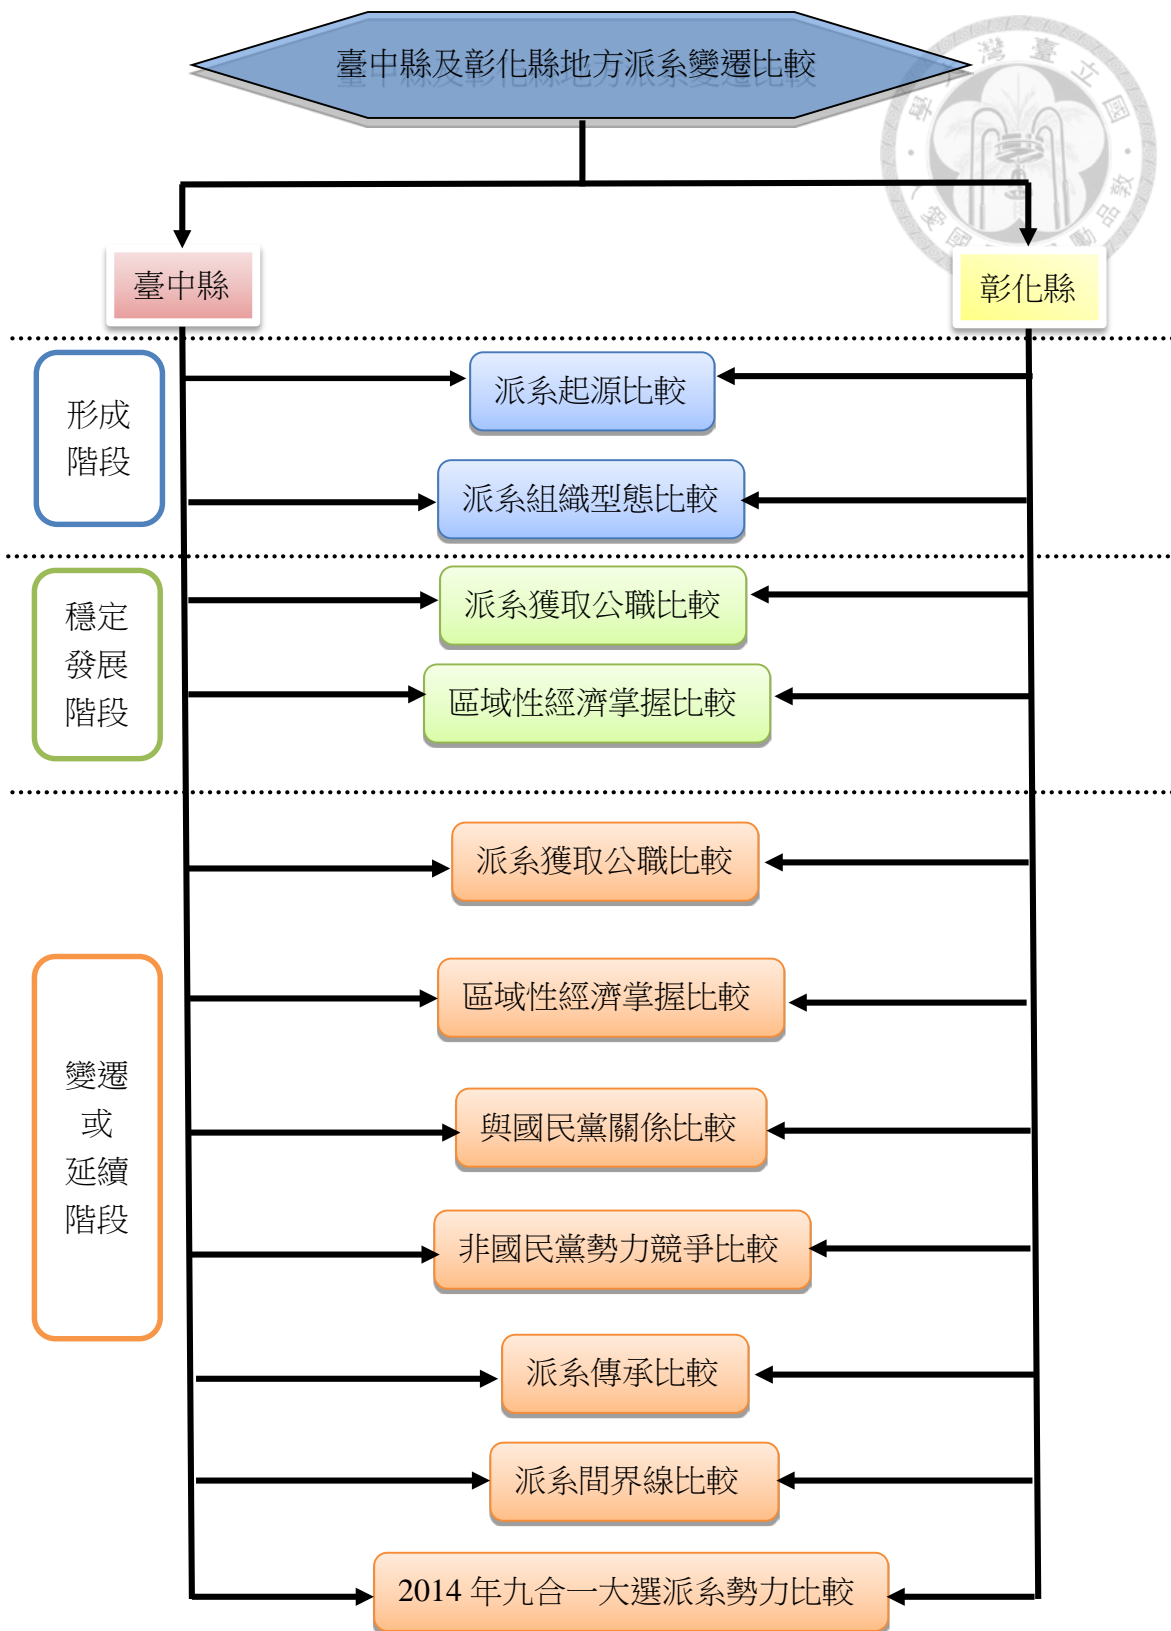 臺中縣及彰化縣地方派系變遷比較
臺中縣
彰化縣
形成
階段
派系起源比較
派系組織型態比較
穩定
發展
階段
派系獲取公職比較
區域性經濟掌握比較
變遷
或
延續
階段
派系獲取公職比較
區域性經濟掌握比較
與國民黨關係比較
非國民黨勢力競爭比較
派系傳承比較
派系間界線比較
2014 年九合一大選派系勢力比較